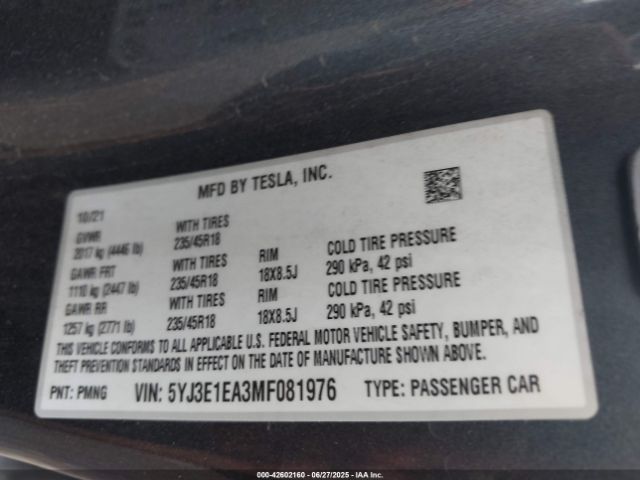 MFD BY TESLA, INC.
10/21
GVWR WITH TIRES
2017 kg (4446 lb) 235/45R18 RIM COLD TIRE PRESSURE
GAWR FRT WITH TIRES 18X8.5J 290 kPa, 42 psi
1110 kg (2447 lb) 235/45R18 RIM COLD TIRE PRESSURE
GAWR RR WITH TIRES 18X8.5J 290 kPa, 42 psi
1257 kg (2771 lb) 235/45R18
THIS VEHICLE CONFORMS TO ALL APPLICABLE U.S. FEDERAL MOTOR VEHICLE SAFETY, BUMPER, AND
THEFT PREVENTION STANDARDS IN EFFECT ON THE DATE OF MANUFACTURE SHOWN ABOVE.
PNT: PMNG VIN: 5YJ3E1EA3MF081976 TYPE: PASSENGER CAR
000-42602160 - 06/27/2025 - IAA Inc.